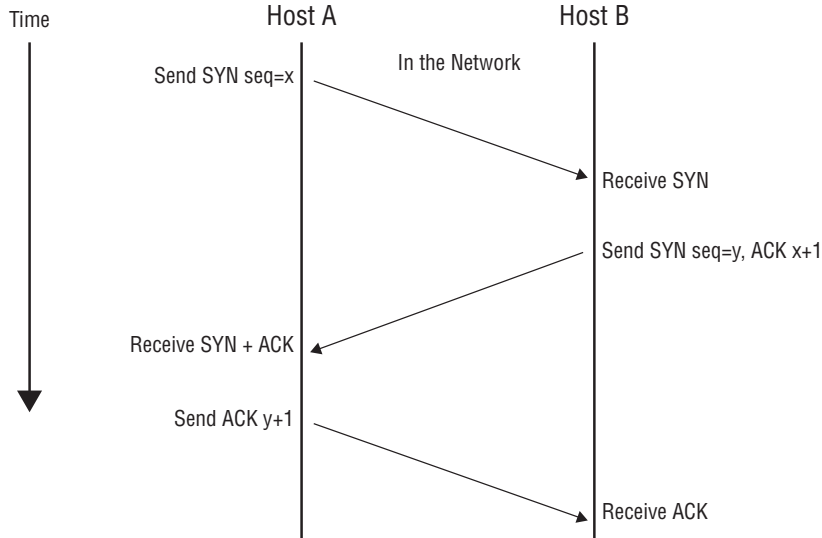 Time
Host A
Host B
In the Network
Send SYN seq=x
Receive SYN
Send SYN seq=y, ACK x+1
Receive SYN + ACK
Send ACK y+1
Receive ACK